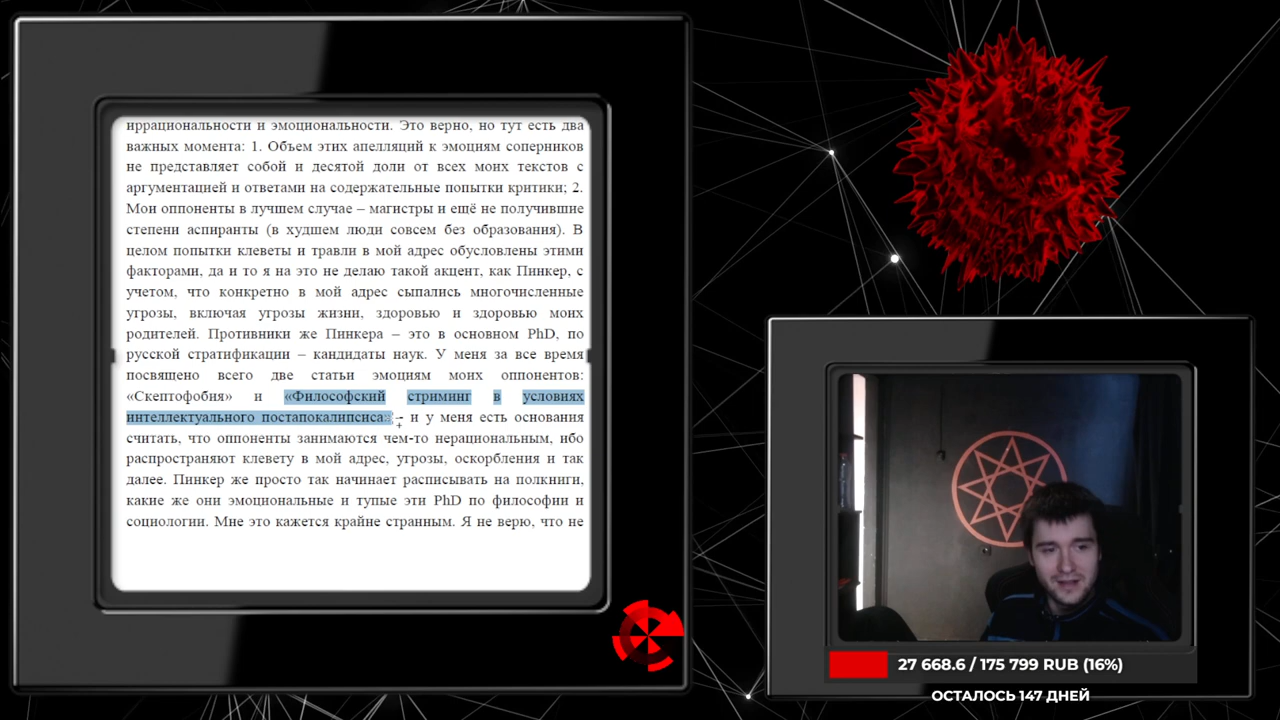 иррациональности и эмоциональности. Это верно, но тут есть два
важных момента: 1. Объем этих апелляций к эмоциям соперников
не представляет собой и десятой доли от всех моих текстов с
аргументацией и ответами на содержательные попытки критики; 2.
Мои оппоненты в лучшем случае – магистры и ещё не получившие
степени аспиранты (в худшем люди совсем без образования). В
целом попытки клеветы и травли в мой адрес обусловлены этими
факторами, да и то я на это не делаю такой акцент, как Пинкер, с
учетом, что конкретно в мой адрес сыпались многочисленные
угрозы, включая угрозы жизни, здоровью и здоровью моих
родителей. Противники же Пинкера – это в основном PhD, по
русской стратификации – кандидаты наук. У меня за все время
посвящено всего две статьи эмоциям моих оппонентов:
«Скептофобия» и «Философский стриминг в условиях
интеллектуального постапокалипсиса» - и у меня есть основания
считать, что оппоненты занимаются чем-то нерациональным, ибо
распространяют клевету в мой адрес, угрозы, оскорбления и так
далее. Пинкер же просто так начинает расписывать на полкниги,
какие же они эмоциональные и тупые эти PhD по философии и
социологии. Мне это кажется крайне странным. Я не верю, что не
27 668.6 / 175 799 RUB (16%)
ОСТАЛОСЬ 147 ДНЕЙ